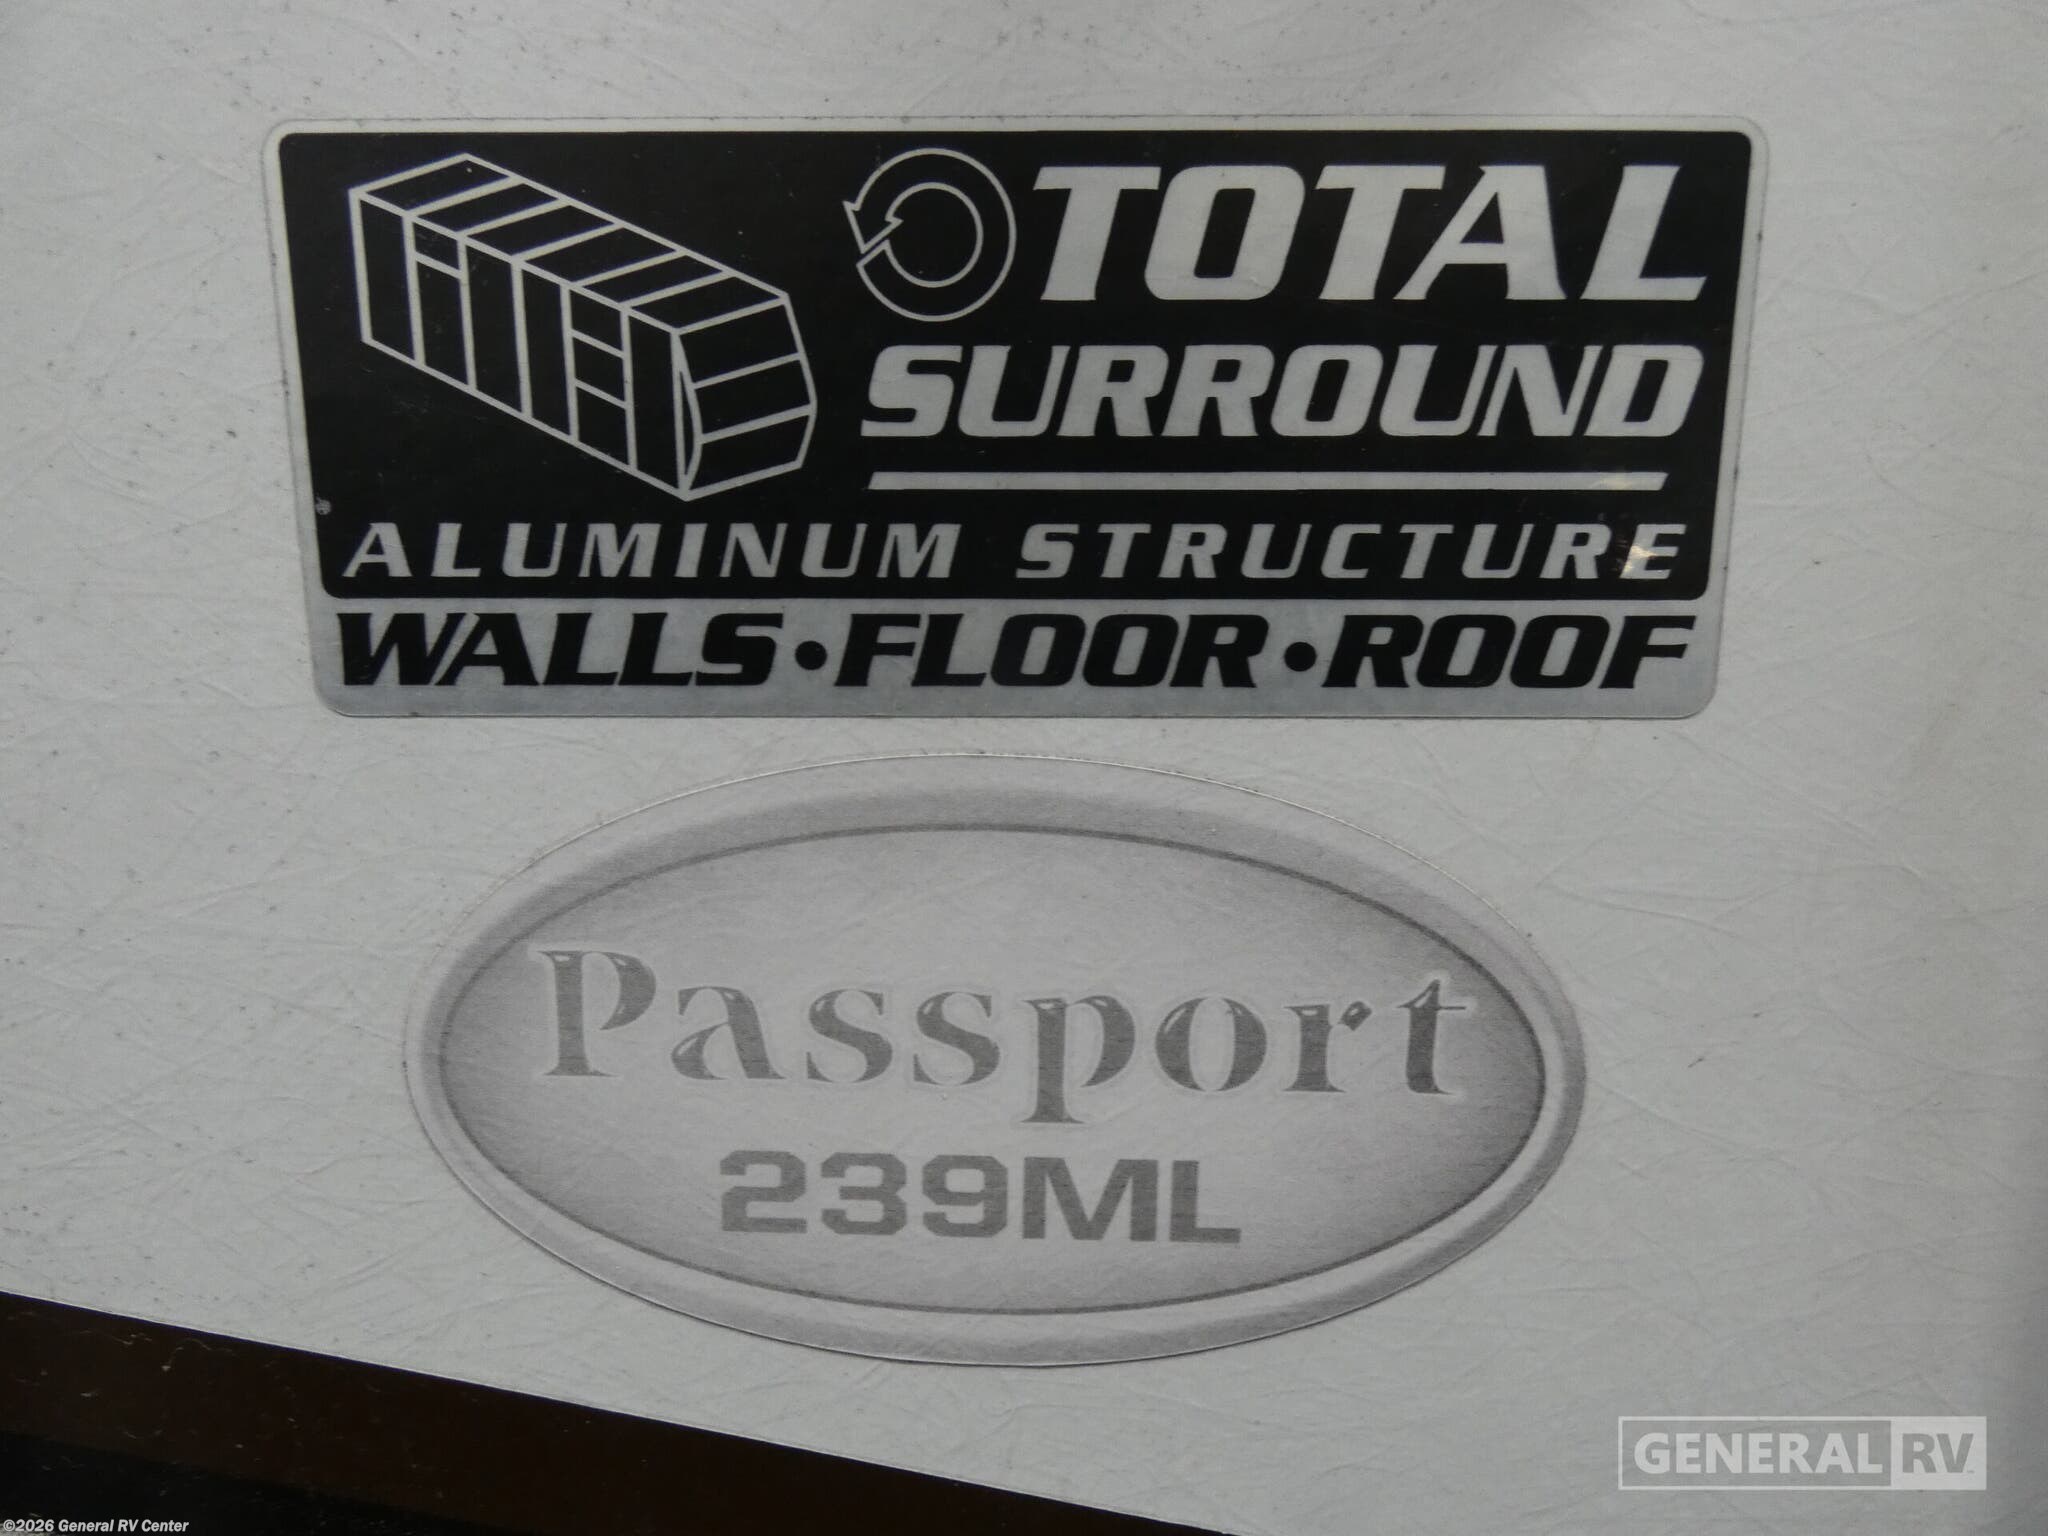 TOTAL
SURROUND
ALUMINUM STRUCTURE
WALLS•FLOOR•ROOF
Passport
239ML
GENERAL RV
©2026 General RV Center